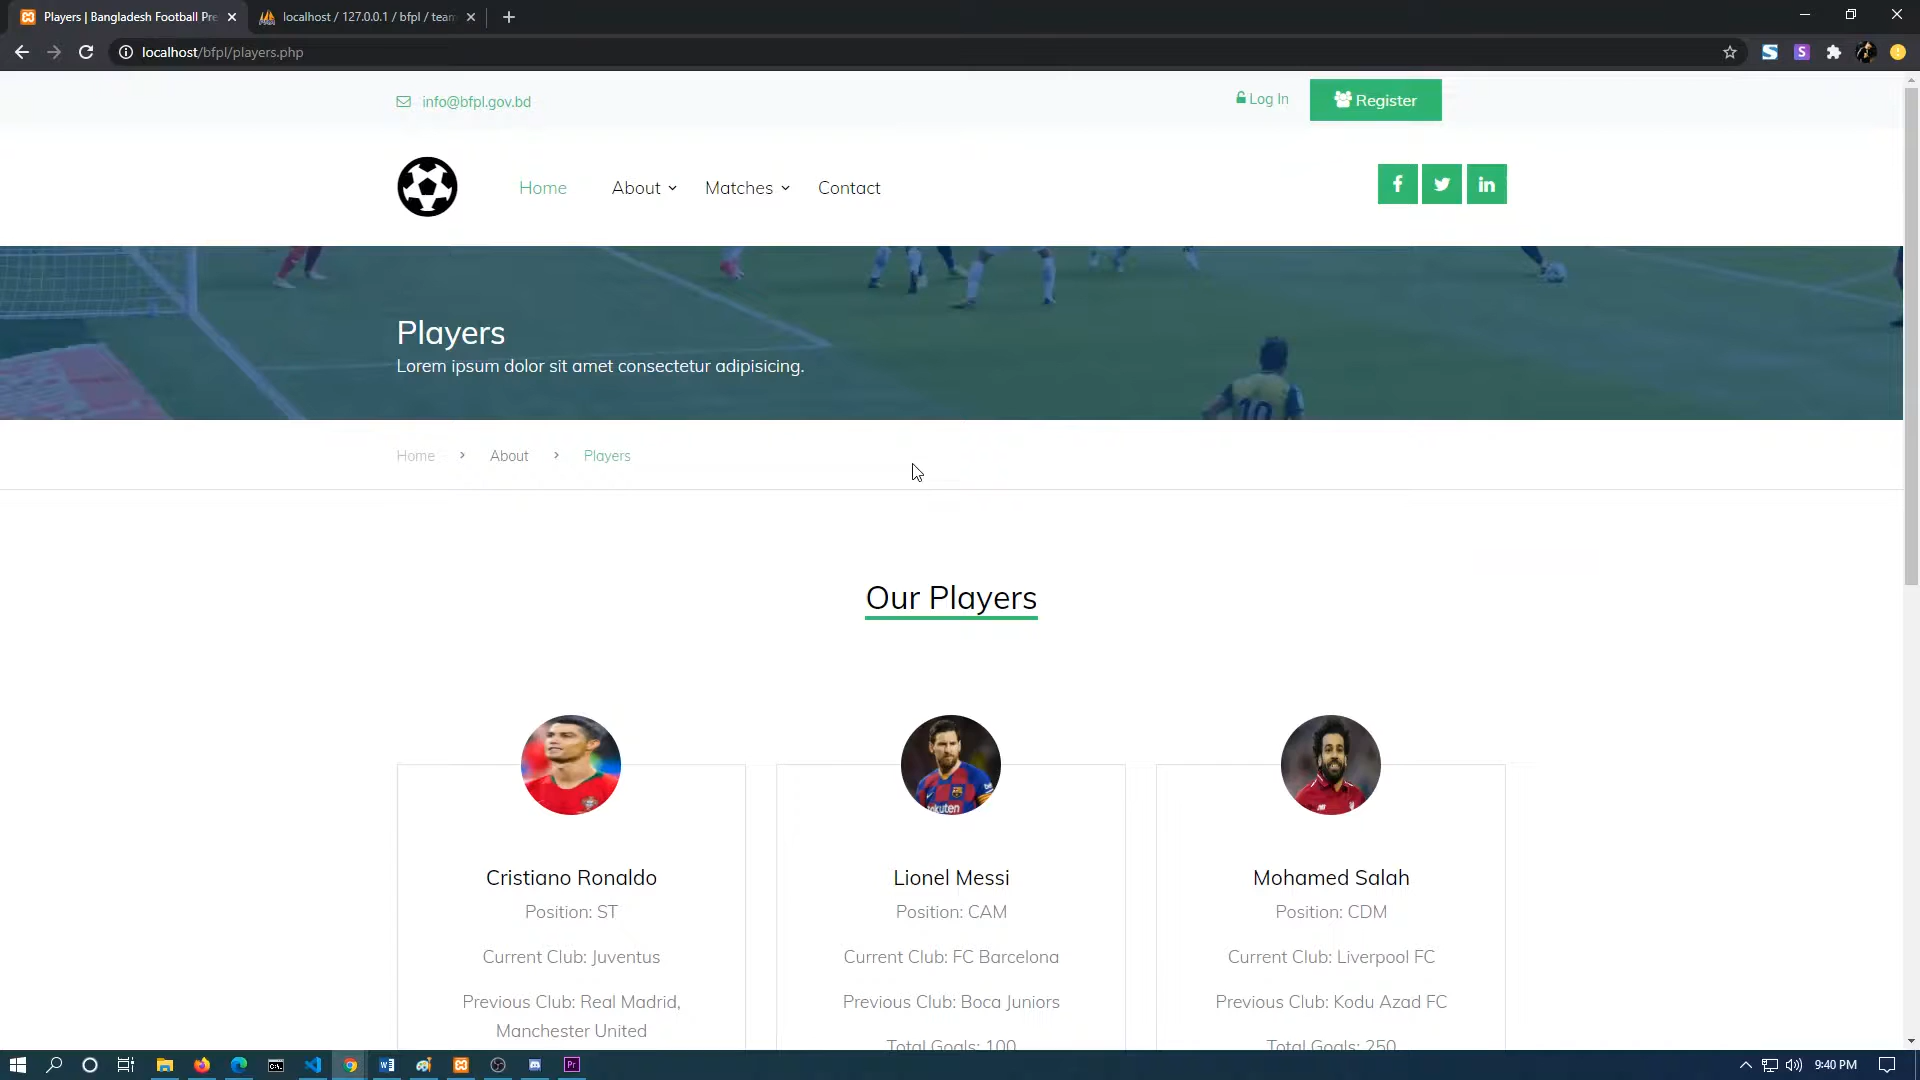 Players | Bangladesh Football Pre
localhost / 127.0.0.1 / bfpl / team
localhost/bfpl/players.php
info@bfpl.gov.bd
Log In
Register
Home
About
Matches
Contact
Players
Lorem ipsum dolor sit amet consectetur adipisicing.
Home > About > Players
Our Players
Cristiano Ronaldo
Position: ST
Current Club: Juventus
Previous Club: Real Madrid,
Manchester United
Lionel Messi
Position: CAM
Current Club: FC Barcelona
Previous Club: Boca Juniors
Total Goals: 100
Mohamed Salah
Position: CDM
Current Club: Liverpool FC
Previous Club: Kodu Azad FC
Total Goals: 250
9:40 PM